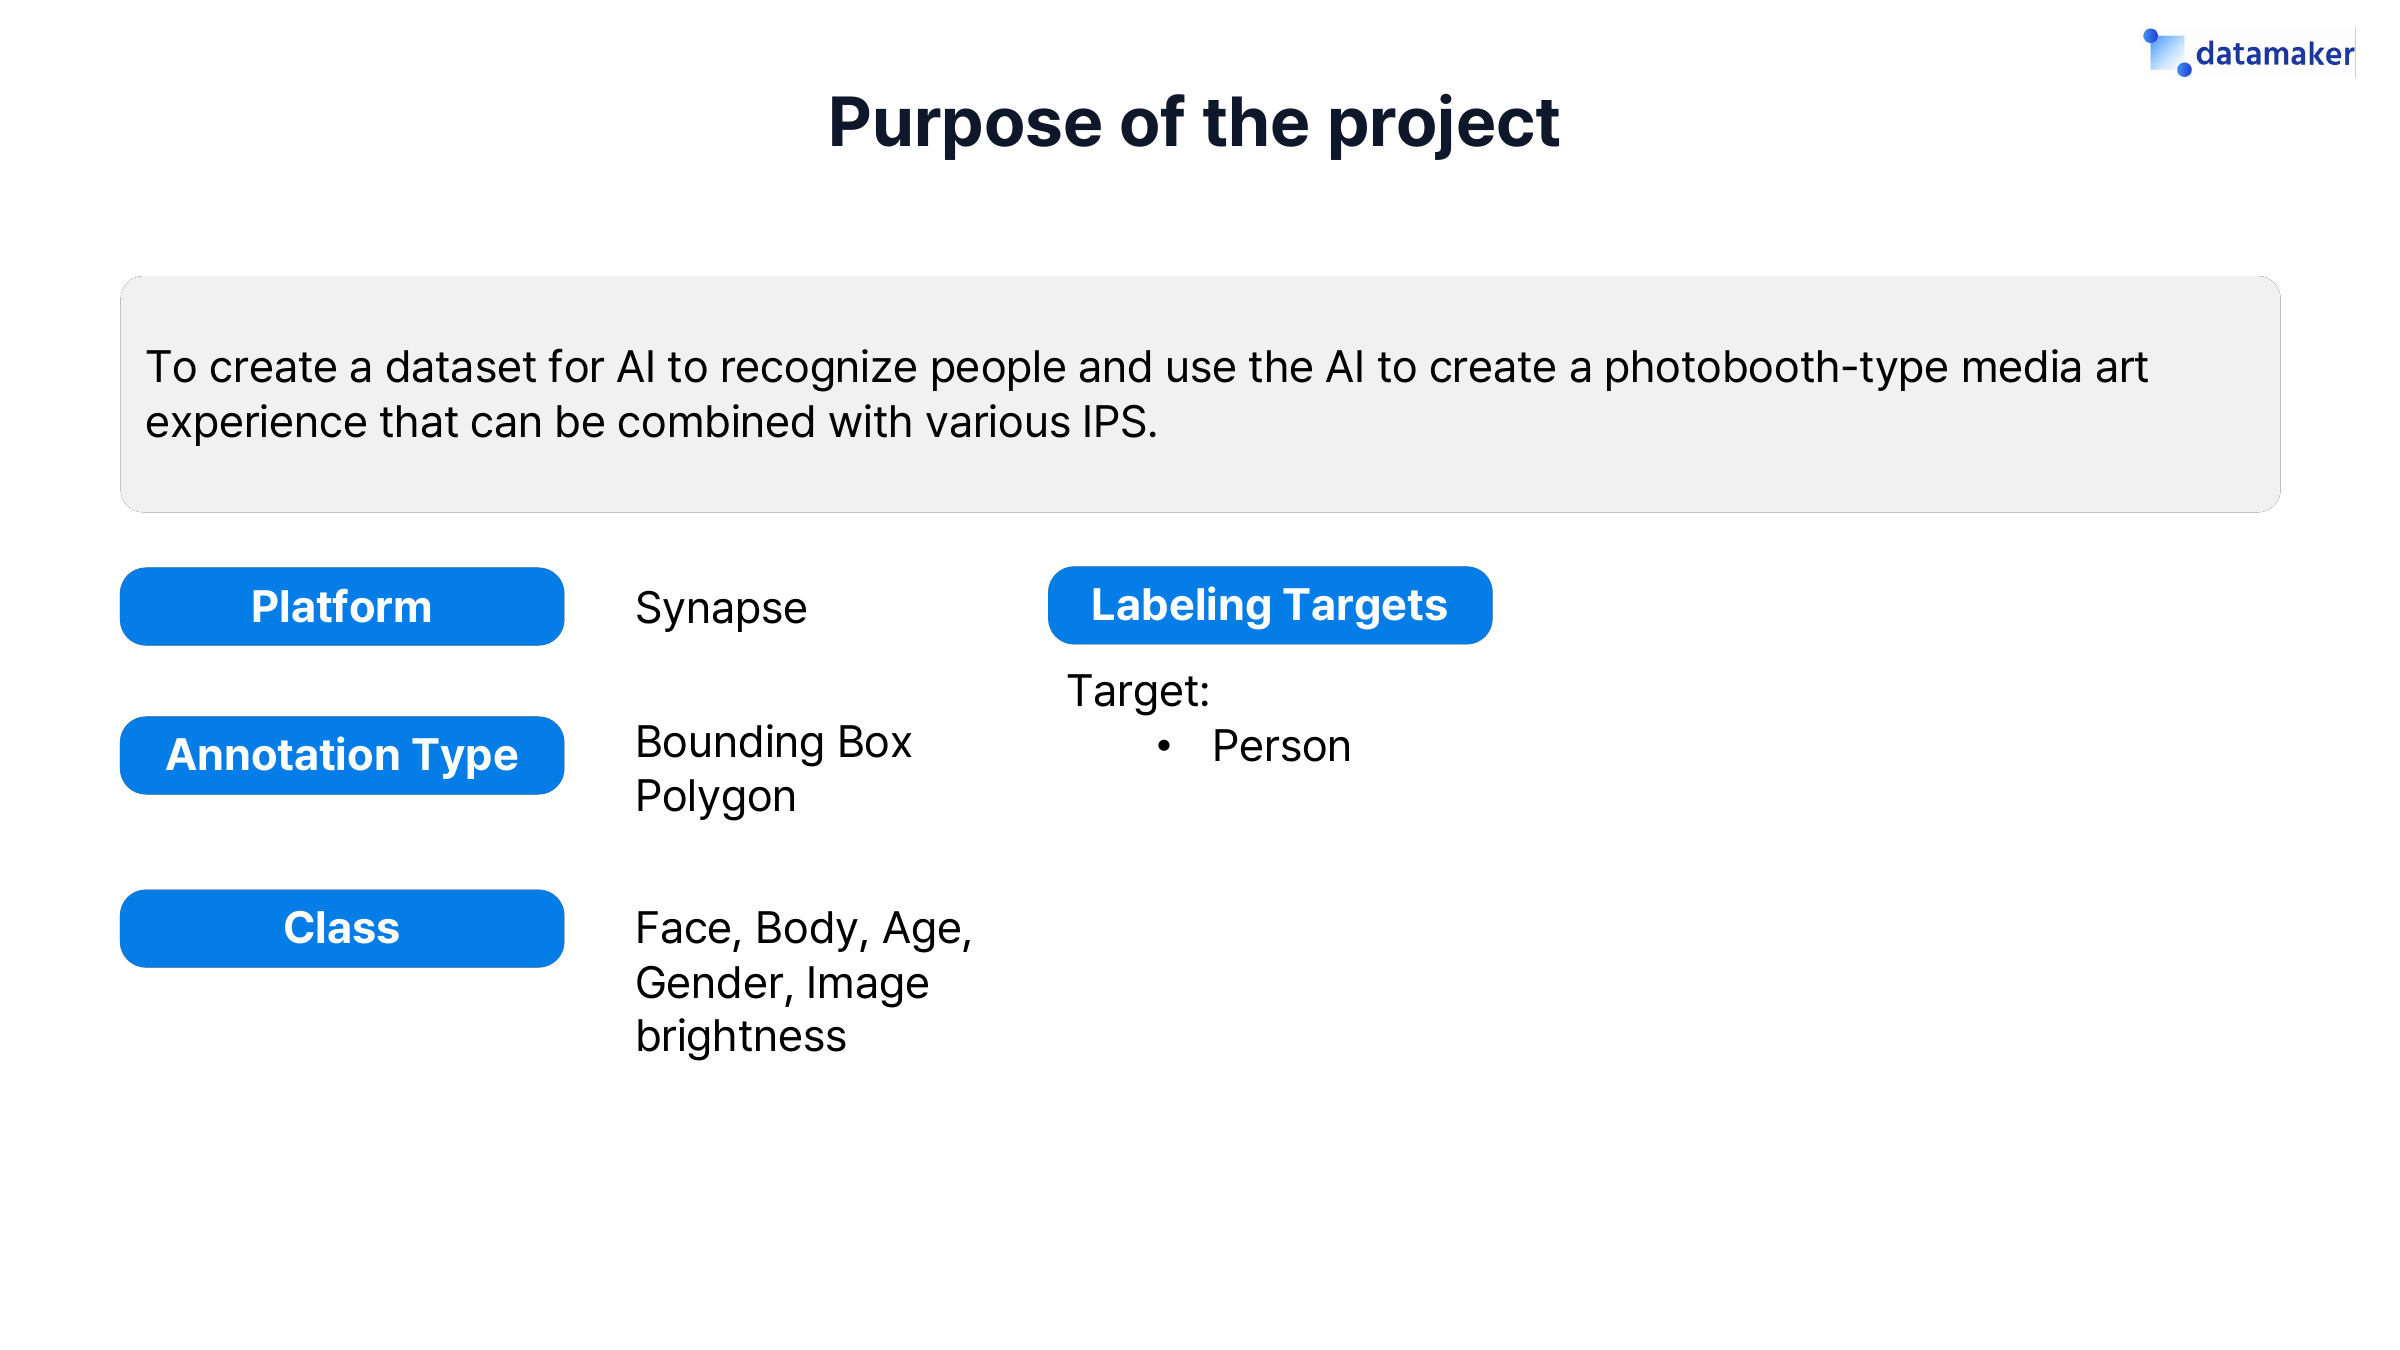 datamaker
Purpose of the project
To create a dataset for AI to recognize people and use the AI to create a photobooth-type media art
experience that can be combined with various IPS.
Platform
Synapse
Annotation Type
Bounding Box
Polygon
Class
Face, Body, Age,
Gender, Image
brightness
Labeling Targets
Target:
• Person